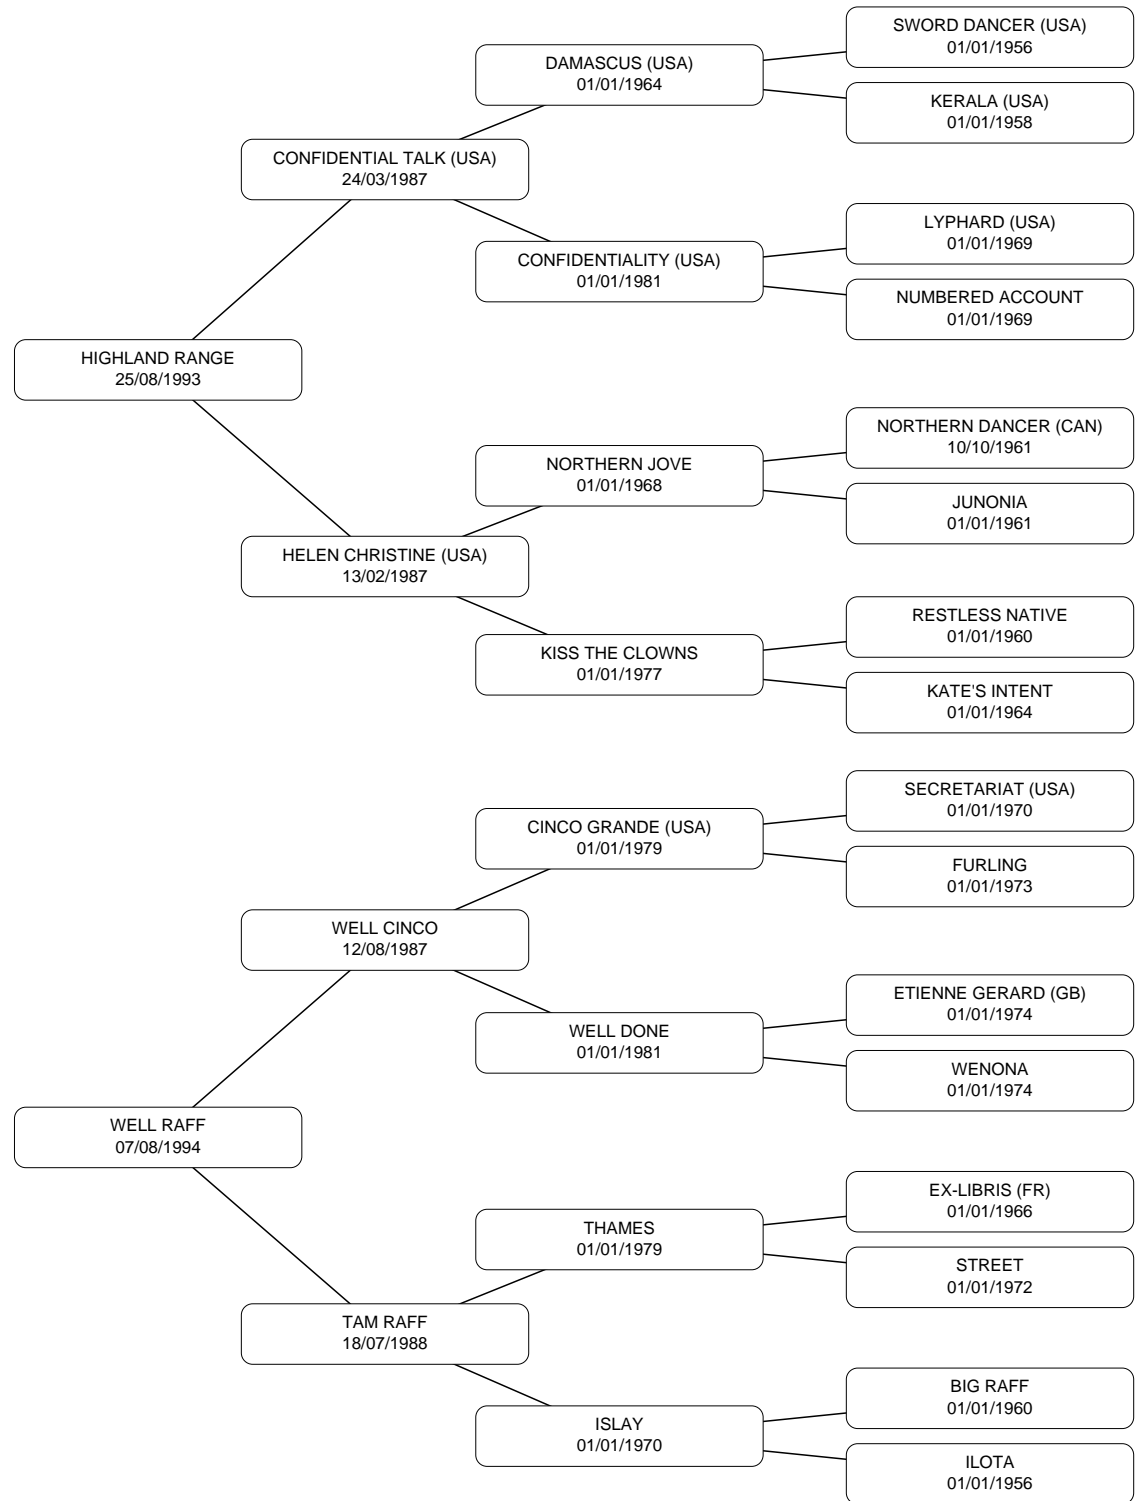 SWORD DANCER (USA)
01/01/1956
DAMASCUS (USA)
01/01/1964
KERALA (USA)
01/01/1958
CONFIDENTIAL TALK (USA)
24/03/1987
LYPHARD (USA)
01/01/1969
CONFIDENTIALITY (USA)
01/01/1981
NUMBERED ACCOUNT
01/01/1969
HIGHLAND RANGE
25/08/1993
NORTHERN DANCER (CAN)
10/10/1961
NORTHERN JOVE
01/01/1968
JUNONIA
01/01/1961
HELEN CHRISTINE (USA)
13/02/1987
RESTLESS NATIVE
01/01/1960
KISS THE CLOWNS
01/01/1977
KATE'S INTENT
01/01/1964
SECRETARIAT (USA)
01/01/1970
CINCO GRANDE (USA)
01/01/1979
FURLING
01/01/1973
WELL CINCO
12/08/1987
ETIENNE GERARD (GB)
01/01/1974
WELL DONE
01/01/1981
WENONA
01/01/1974
WELL RAFF
07/08/1994
EX-LIBRIS (FR)
01/01/1966
THAMES
01/01/1979
STREET
01/01/1972
TAM RAFF
18/07/1988
BIG RAFF
01/01/1960
ISLAY
01/01/1970
ILOTA
01/01/1956